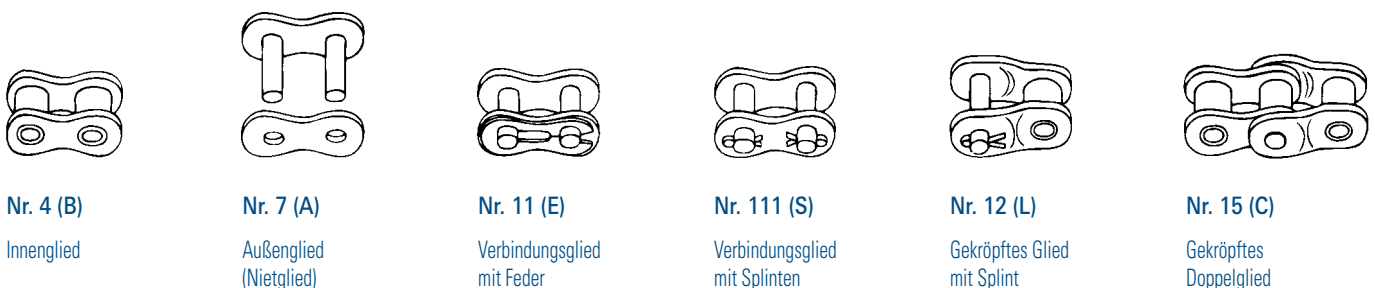 Nr. 4 (B)
Innenglied
Nr. 7 (A)
Außenglied
(Nietglied)
Nr. 11 (E)
Verbindungsglied
mit Feder
Nr. 111 (S)
Verbindungsglied
mit Splinten
Nr. 12 (L)
Gekröpftes Glied
mit Splint
Nr. 15 (C)
Gekröpftes
Doppelglied